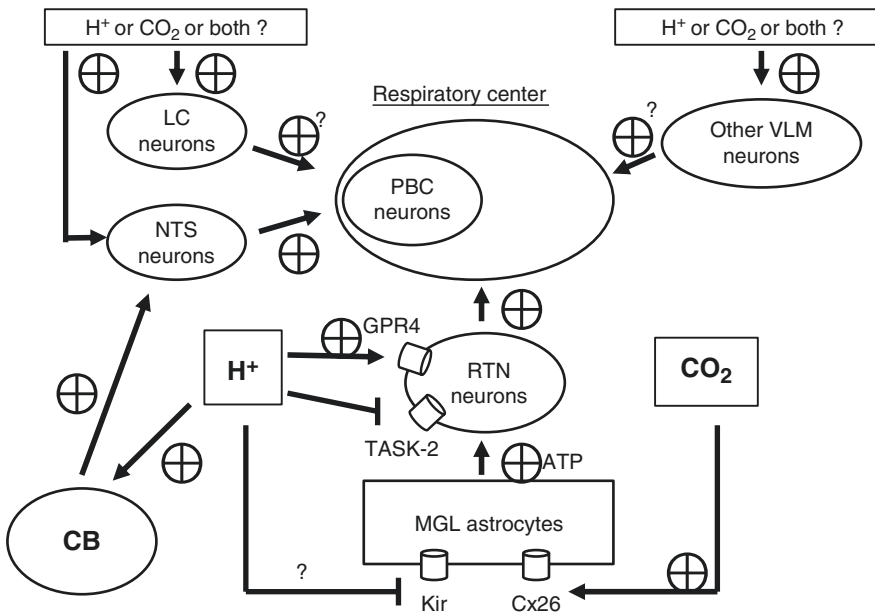 H⁺ or CO₂ or both ?
H⁺ or CO₂ or both ?
Respiratory center
LC
neurons
?
?
Other VLM
neurons
PBC
neurons
NTS
neurons
GPR4
H⁺
RTN
neurons
CO₂
TASK-2
ATP
CB
MGL astrocytes
?
Kir
Cx26